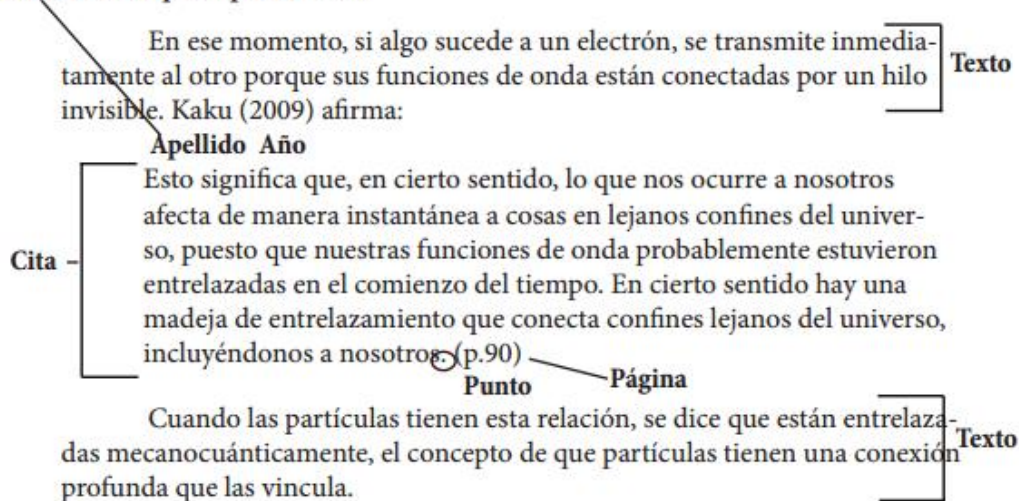 En ese momento, si algo sucede a un electrón, se transmite inmedia-
tamente al otro porque sus funciones de onda están conectadas por un hilo
invisible. Kaku (2009) afirma:
Texto
Apellido Año
Esto significa que, en cierto sentido, lo que nos ocurre a nosotros
afecta de manera instantánea a cosas en lejanos confines del univer-
so, puesto que nuestras funciones de onda probablemente estuvieron
entrelazadas en el comienzo del tiempo. En cierto sentido hay una
madeja de entrelazamiento que conecta confines lejanos del universo,
incluyéndonos a nosotros. (p.90)
Cita
Punto
Página
Cuando las partículas tienen esta relación, se dice que están entrelaza-
das mecanocuánticamente, el concepto de que partículas tienen una conexión
profunda que las vincula.
Texto